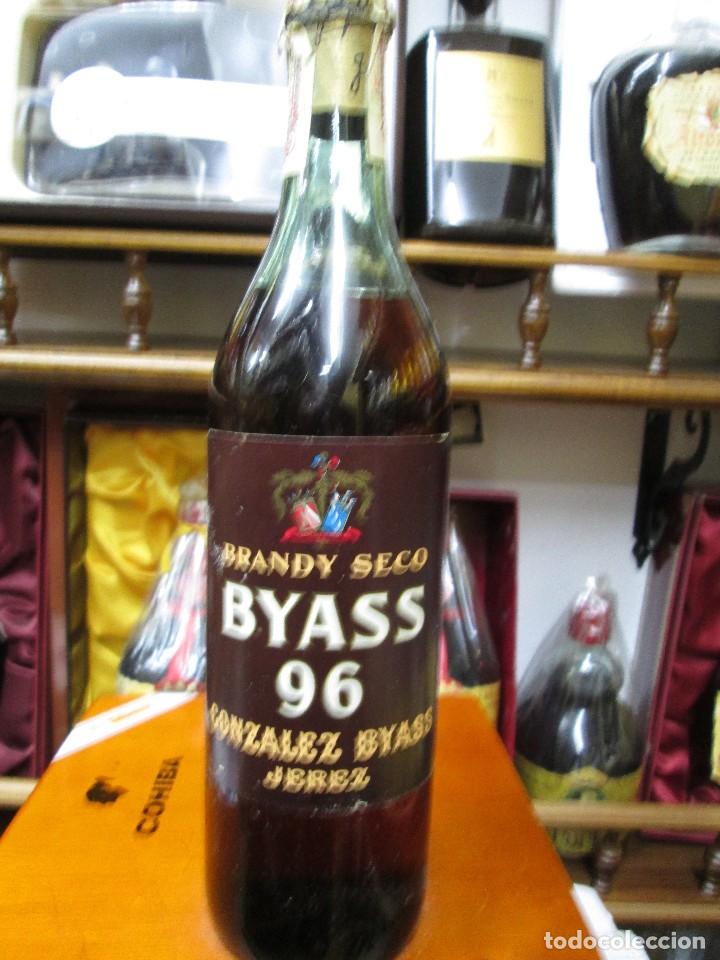 BRANDY SECO
BYASS
96
GONZALEZ BYASS
JEREZ
COHIBA
todocoleccion